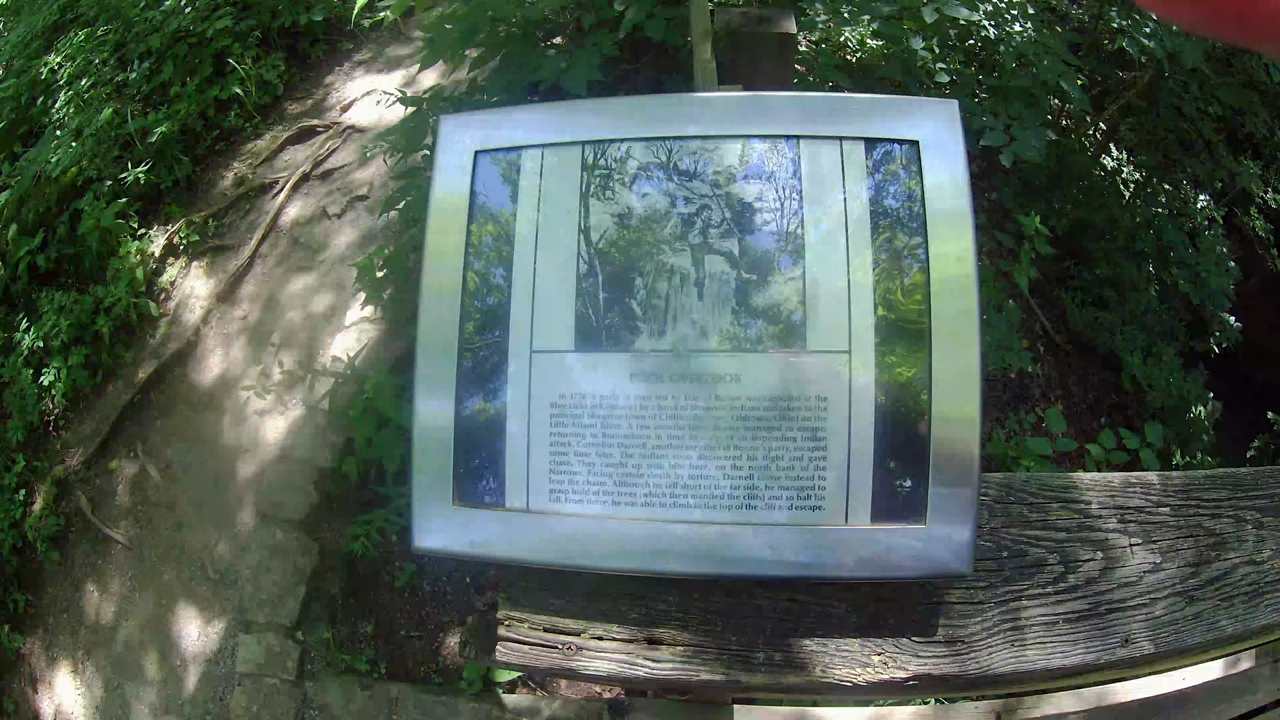 In 1778 a party of men led by Daniel Boone was captured at the
Blue Licks in Kentucky by a band of Shawnee Indians and taken to the
principal Shawnee town of Chillicothe (now Oldtown, Ohio) on the
Little Miami River. A few months later Boone managed to escape,
returning to Boonesboro in time to of an impending Indian
attack. Cornelius Darnell, another member of Boone's party, escaped
some time later. The Indians soon discovered his flight and gave
chase. They caught up with him here, on the north bank of the
Narrows. Facing certain death by torture, Darnell chose instead to
leap the chasm. Although he fell short of the far side, he managed to
grasp hold of the trees (which then mantled the cliffs) and so halt his
fall. From there, he was able to climb to the top of the cliff and escape.